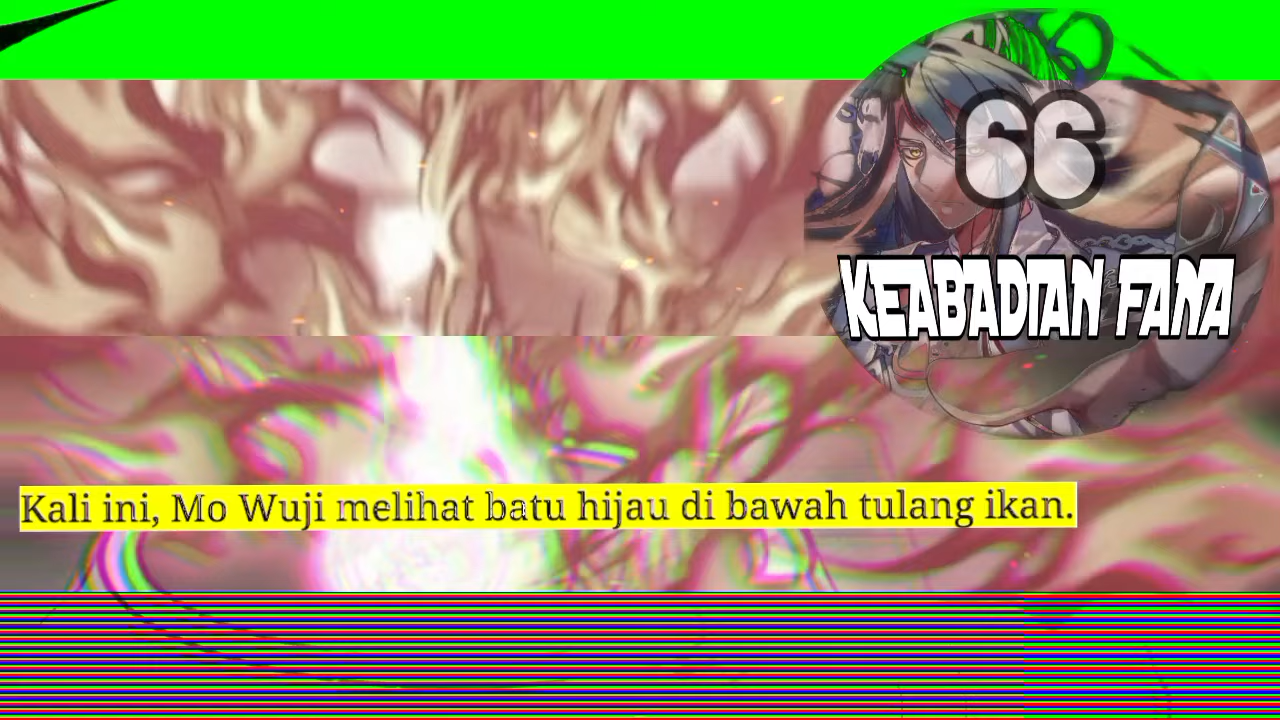 66
KEABADIAN FANA
Kali ini, Mo Wuji melihat batu hijau di bawah tulang ikan.